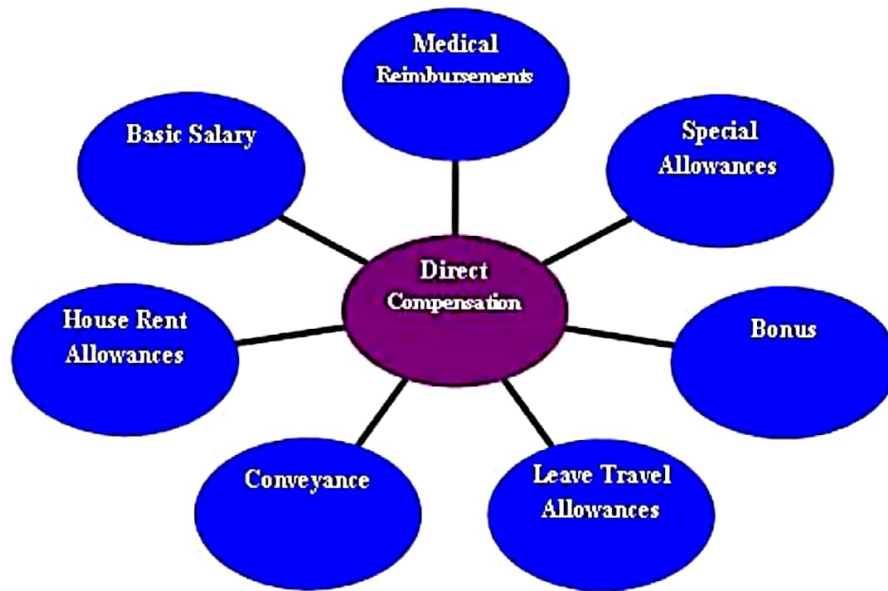 Medical
Reimbursements
Basic Salary
Special
Allowances
Direct
Compensation
House Rent
Allowances
Bonus
Conveyance
Leave Travel
Allowances